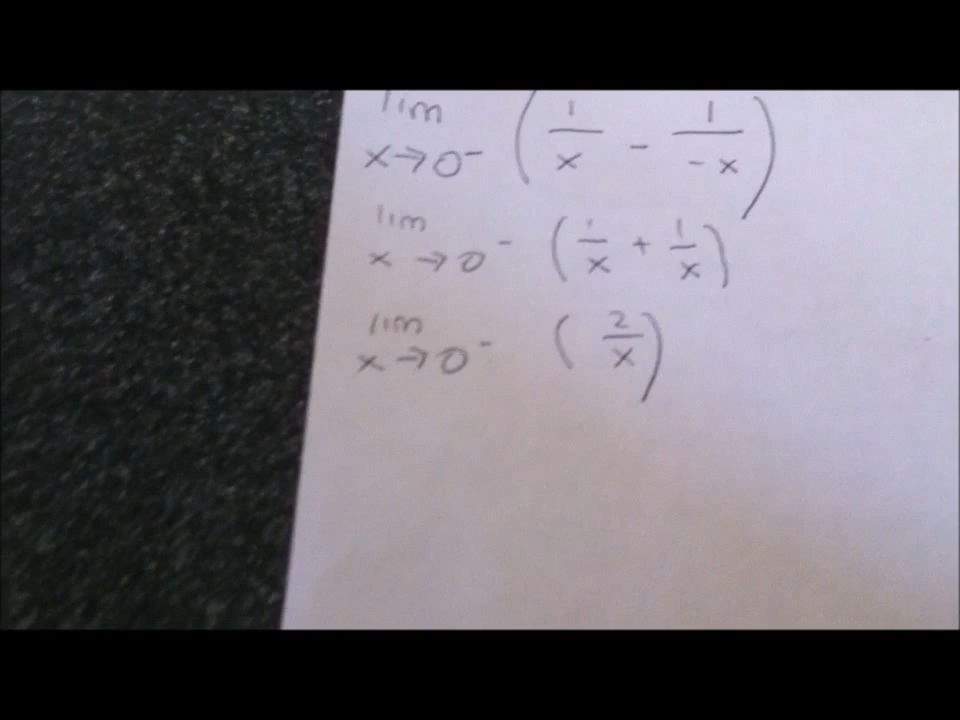 lim x→0⁻ (1/x - 1/-x)
lim x→0⁻ (1/x + 1/x)
lim x→0⁻ (2/x)